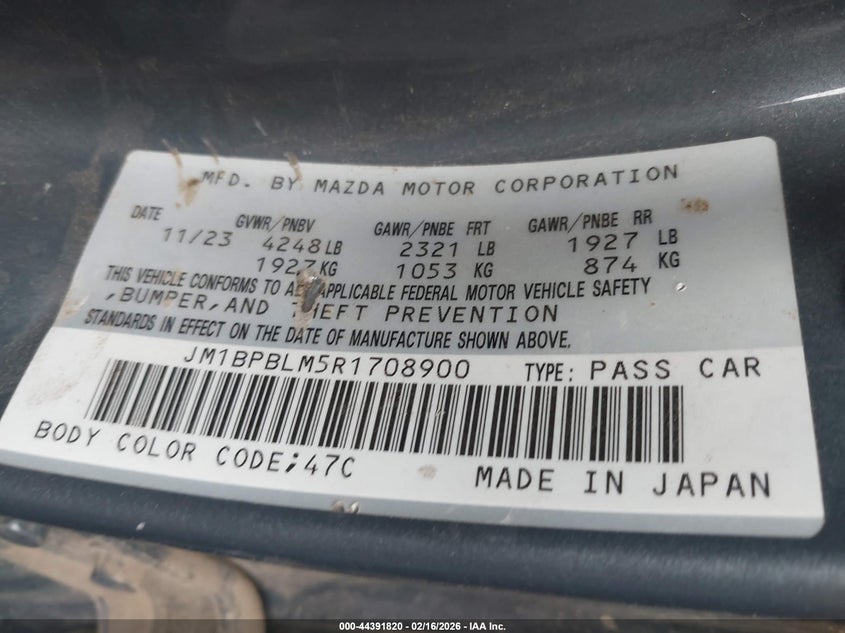 MFD. BY MAZDA MOTOR CORPORATION
DATE GVWR/PNBV GAWR/PNBE FRT GAWR/PNBE RR
11/23 4248 LB 2321 LB 1927 LB
1927 KG 1053 KG 874 KG
THIS VEHICLE CONFORMS TO ALL APPLICABLE FEDERAL MOTOR VEHICLE SAFETY
,BUMPER,AND THEFT PREVENTION
STANDARDS IN EFFECT ON THE DATE OF MANUFACTURE SHOWN ABOVE.
JM1BPBLM5R1708900 TYPE: PASS CAR
BODY COLOR CODE;47C MADE IN JAPAN
000-44391820 - 02/16/2026 - IAA Inc.